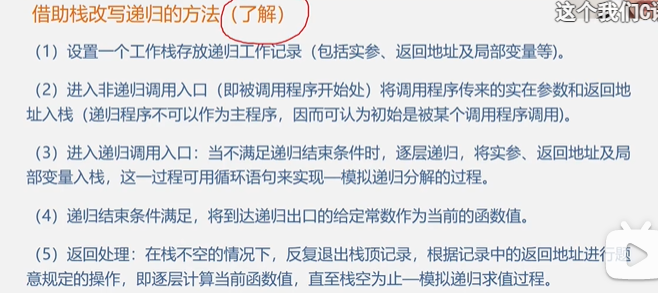 借助栈改写递归的方法（了解）
这个我们C
（1）设置一个工作栈存放递归工作记录（包括实参、返回地址及局部变量等）。
（2）进入非递归调用入口（即被调用程序开始处）将调用程序传来的实在参数和返回地
址入栈（递归程序不可以作为主程序，因而可认为初始是被某个调用程序调用)。
（3）进入递归调用入口：当不满足递归结束条件时，逐层递归，将实参、返回地址及局
部变量入栈，这一过程可用循环语句来实现—模拟递归分解的过程。
（4）递归结束条件满足，将到达递归出口的给定常数作为当前的函数值。
（5）返回处理：在栈不空的情况下，反复退出栈顶记录，根据记录中的返回地址进行题
意规定的操作，即逐层计算当前函数值，直至栈空为止—模拟递归求值过程。